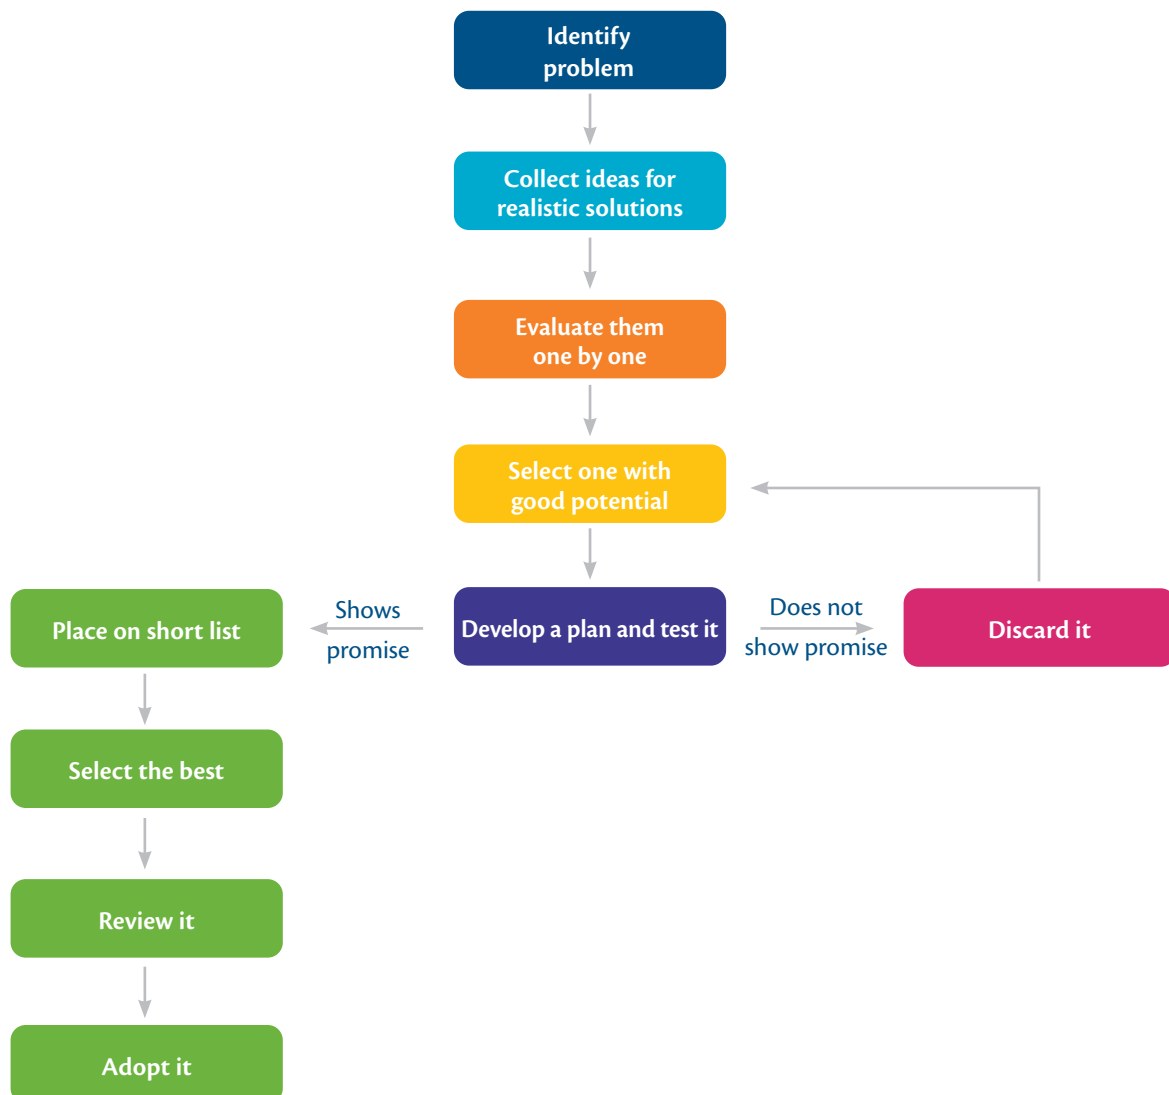 Identify
problem
Collect ideas for
realistic solutions
Evaluate them
one by one
Select one with
good potential
Place on short list
Shows
promise
Develop a plan and test it
Does not
show promise
Discard it
Select the best
Review it
Adopt it